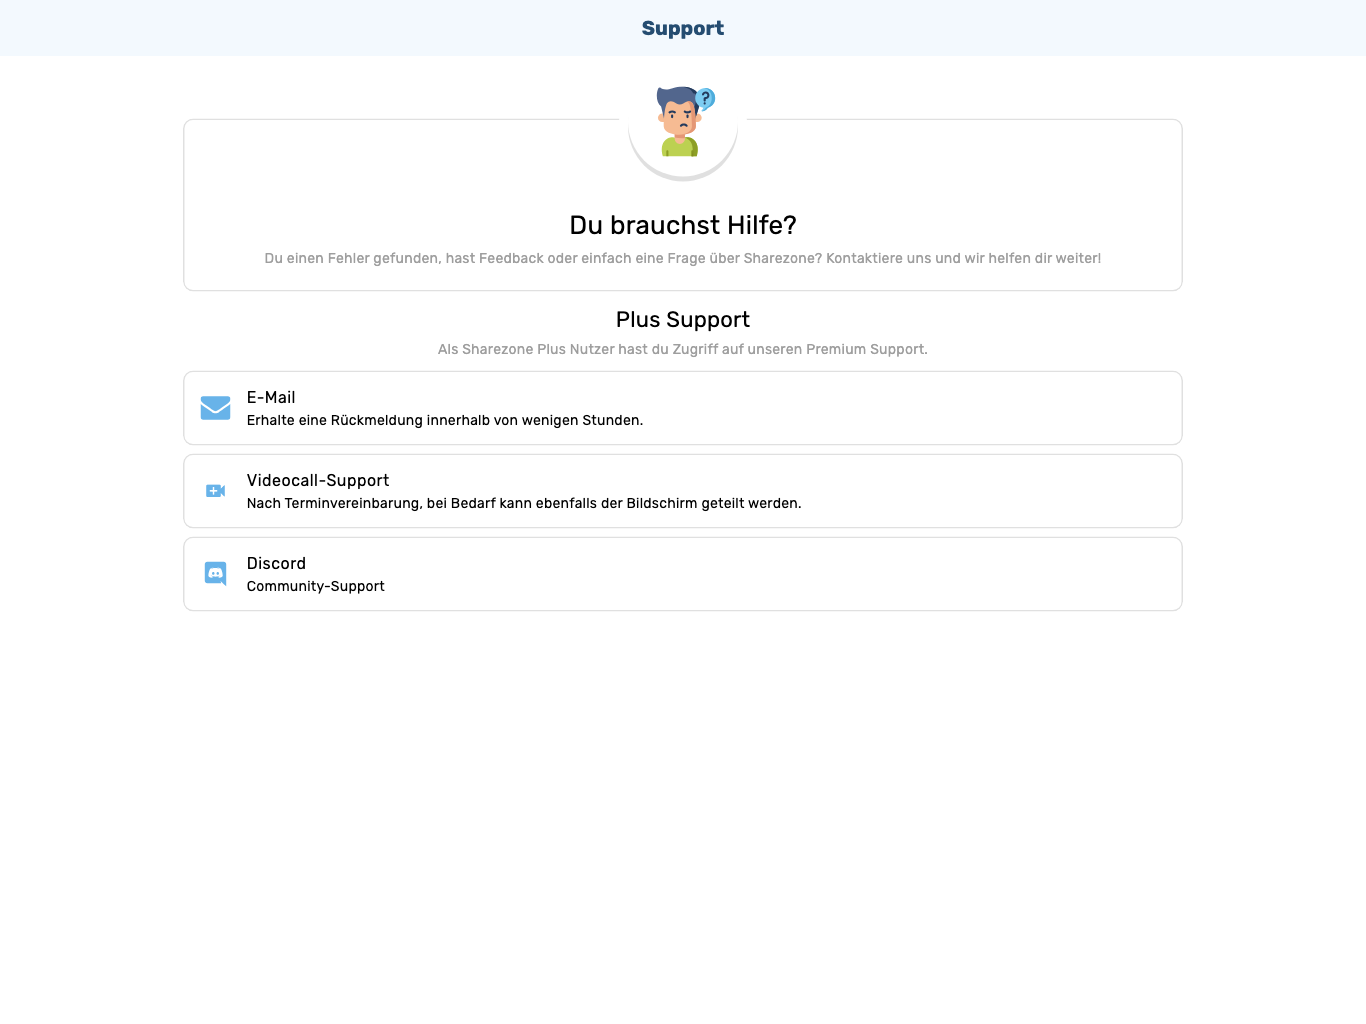 Support
?
Du brauchst Hilfe?
Du einen Fehler gefunden, hast Feedback oder einfach eine Frage über Sharezone? Kontaktiere uns und wir helfen dir weiter!
Plus Support
Als Sharezone Plus Nutzer hast du Zugriff auf unseren Premium Support.
E-Mail
Erhalte eine Rückmeldung innerhalb von wenigen Stunden.
Videocall-Support
Nach Terminvereinbarung, bei Bedarf kann ebenfalls der Bildschirm geteilt werden.
Discord
Community-Support